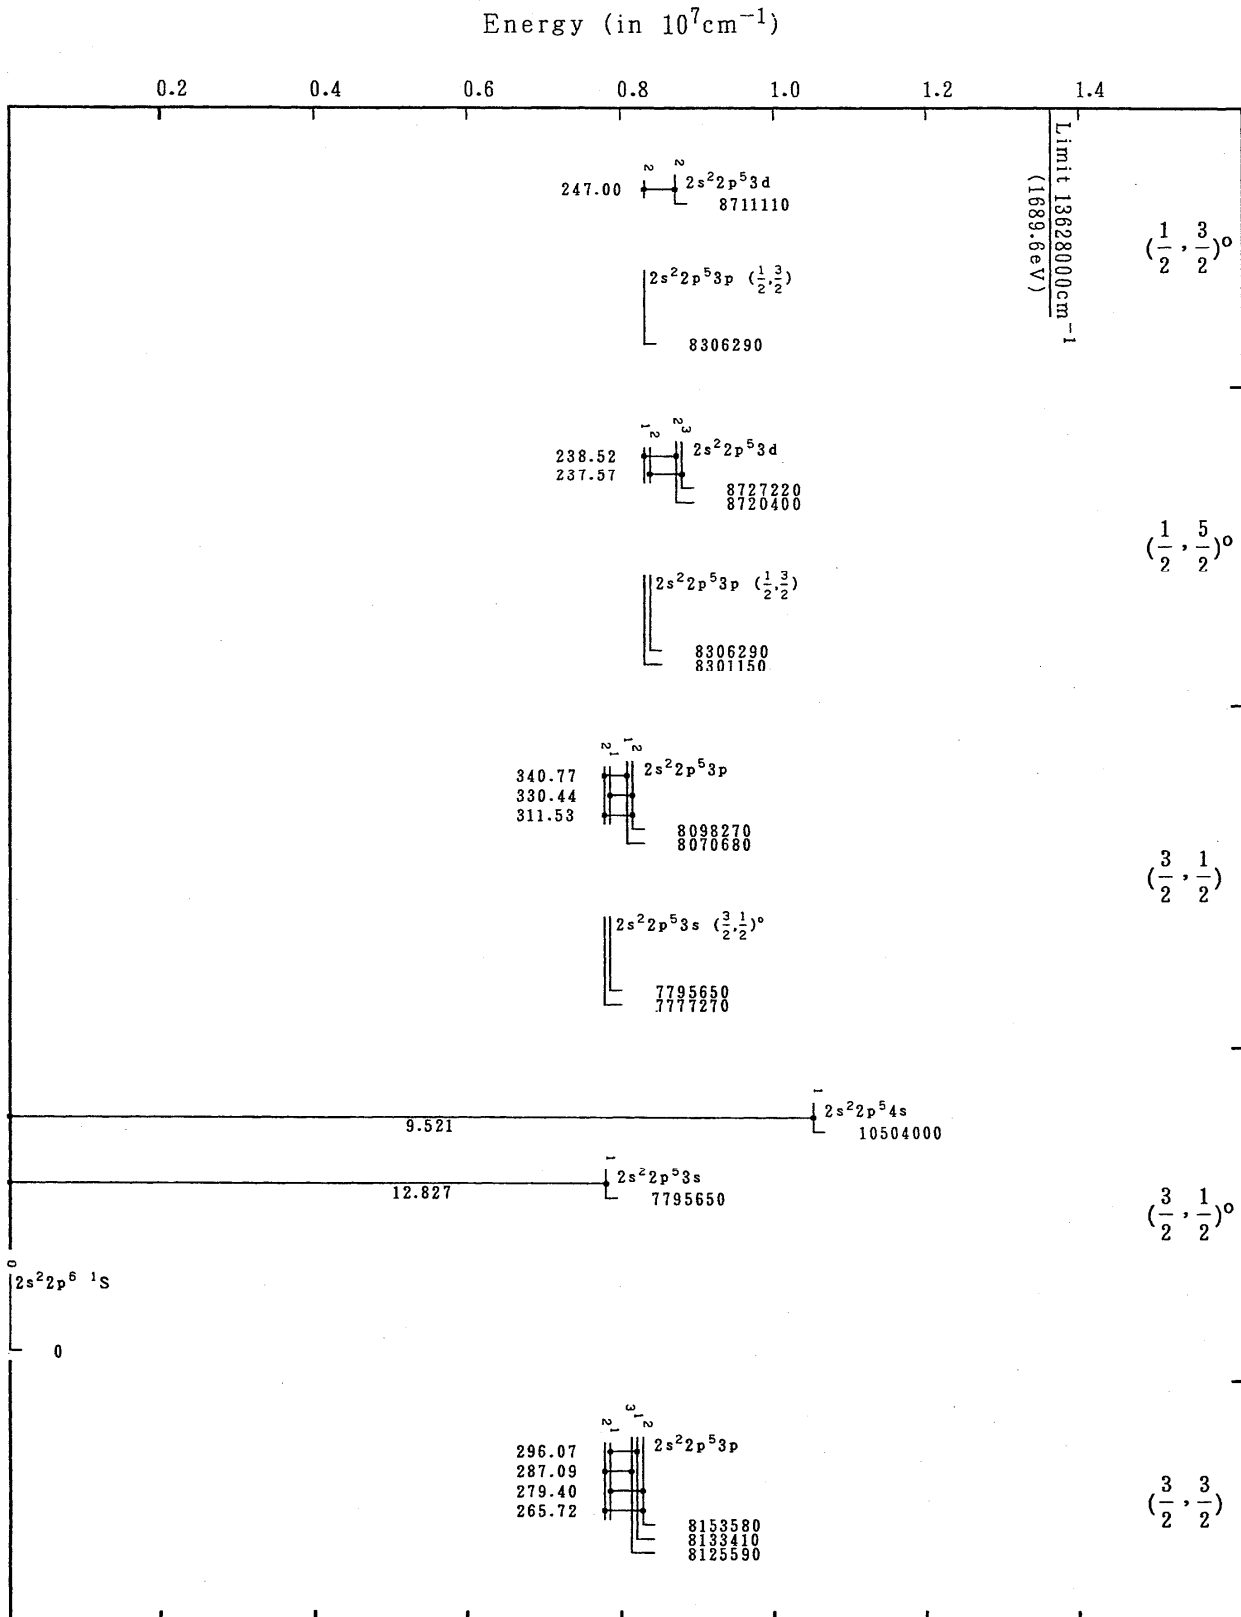 Energy (in 10⁷cm⁻¹)
0.2 0.4 0.6 0.8 1.0 1.2 1.4
Limit 13628000cm⁻¹
(1689.6eV)
2 2
247.00 2s²2p⁵3d
8711110
(1/2, 3/2)°
2s²2p⁵3p (1/2,3/2)
8306290
1 2 2 3
238.52 2s²2p⁵3d
237.57
8727220
8720400
(1/2, 5/2)°
2s²2p⁵3p (1/2,3/2)
8306290
8301150
2 1 1 2
340.77 2s²2p⁵3p
330.44
311.53
8098270
8070680
(3/2, 1/2)
2s²2p⁵3s (3/2,1/2)°
7795650
7777270
1
2s²2p⁵4s
9.521 10504000
1
2s²2p⁵3s
12.827 7795650
(3/2, 1/2)°
0
2s²2p⁶ ¹S
0
2 1 3 1 2
296.07 2s²2p⁵3p
287.09
279.40
265.72
(3/2, 3/2)
8153580
8133410
8125590